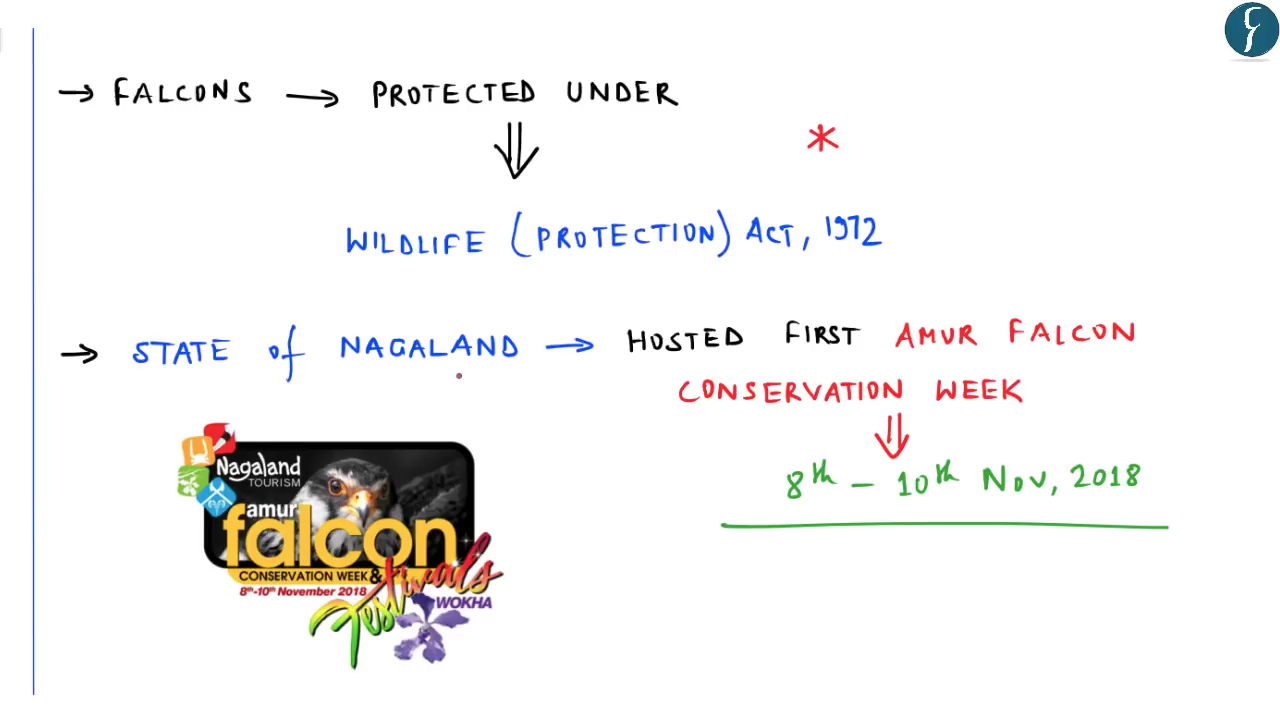 → FALCONS → PROTECTED UNDER
⇓
*
WILDLIFE (PROTECTION) ACT, 1972
→ STATE of NAGALAND → HOSTED FIRST AMUR FALCON
CONSERVATION WEEK
⇓
8th – 10th NOV, 2018
Nagaland
TOURISM
amur
falcon
CONSERVATION WEEK &
8th-10th November 2018
Festivals
WOKHA